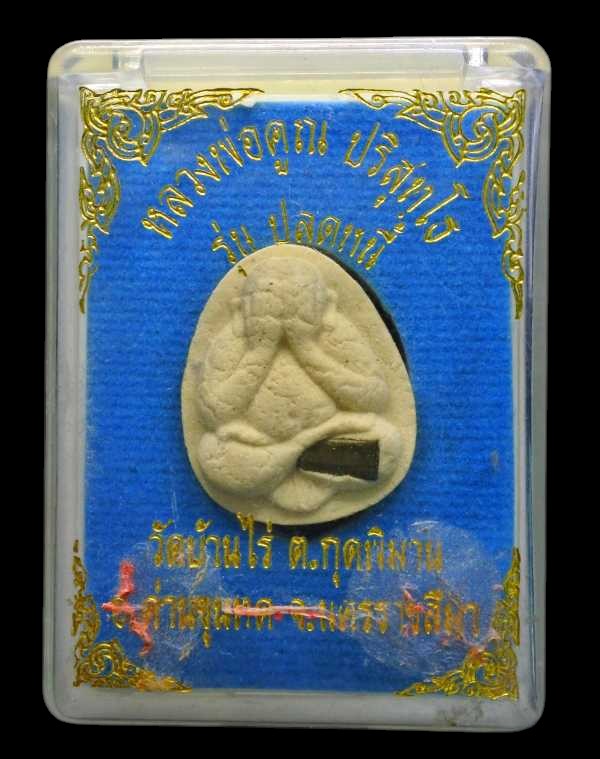 หลวงพ่อคูณ ปริสุทฺโธ
รุ่น ปลดหนี้
วัดบ้านไร่ ต.กุดพิมาน
อ.ด่านขุนทด จ.นครราชสีมา